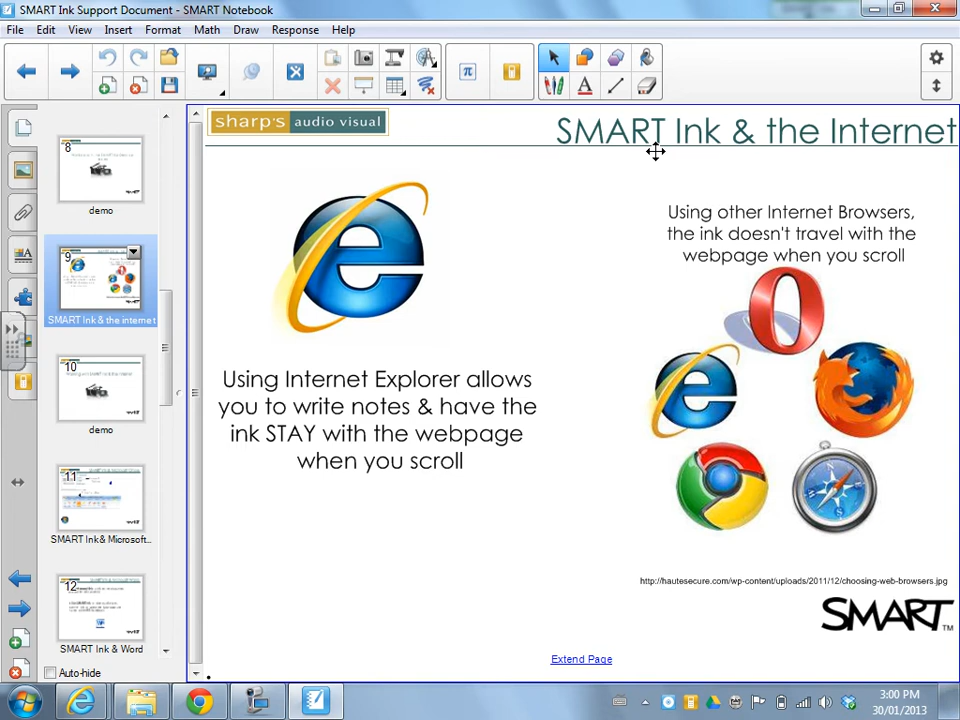 SMART Ink Support Document - SMART Notebook
File Edit View Insert Format Math Draw Response Help
sharp's audio visual
SMART Ink & the Internet
8
demo
9
SMART Ink & the internet
10
demo
11
SMART Ink& Microsoft...
12
SMART Ink & Word
Auto-hide
Using Internet Explorer allows
you to write notes & have the
ink STAY with the webpage
when you scroll
Using other Internet Browsers,
the ink doesn't travel with the
webpage when you scroll
http://hautesecure.com/wp-content/uploads/2011/12/choosing-web-browsers.jpg
SMART™
Extend Page
3:00 PM
30/01/2013